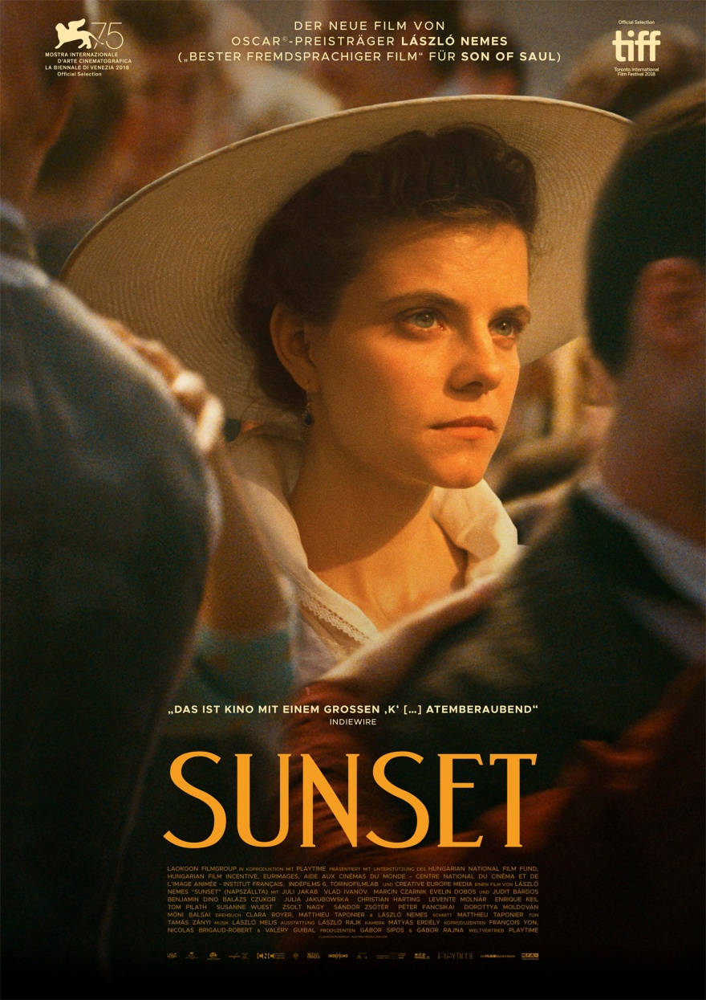 75
MOSTRA INTERNAZIONALE
D'ARTE CINEMATOGRAFICA
LA BIENNALE DI VENEZIA 2018
Official Selection
DER NEUE FILM VON
OSCAR®-PREISTRÄGER LÁSZLÓ NEMES
(„BESTER FREMDSPRACHIGER FILM“ FÜR SON OF SAUL)
Official Selection
tiff
Toronto International
Film Festival 2018
„DAS IST KINO MIT EINEM GROSSEN ‚K‘ [...] ATEMBERAUBEND“
INDIEWIRE
SUNSET
LAOKOON FILMGROUP IN KOPRODUKTION MIT PLAYTIME PRÄSENTIERT MIT UNTERSTÜTZUNG DES HUNGARIAN NATIONAL FILM FUND,
HUNGARIAN FILM INCENTIVE, EURIMAGES, AIDE AUX CINÉMAS DU MONDE - CENTRE NATIONAL DU CINÉMA ET DE
L'IMAGE ANIMÉE - INSTITUT FRANÇAIS, INDÉFILMS 6, TORINOFILMLAB UND CREATIVE EUROPE MEDIA EINEN FILM VON LÁSZLÓ
NEMES "SUNSET" (NAPSZÁLLTA) MIT JULI JAKAB VLAD IVANOV MARCIN CZARNIK EVELIN DOBOS UND JUDIT BÁRDOS
BENJAMIN DINO BALÁZS CZUKOR JULIA JAKUBOWSKA CHRISTIAN HARTING LEVENTE MOLNÁR ENRIQUE KEIL
TOM PILATH SUSANNE WUEST ZSOLT NAGY SÁNDOR ZSÓTÉR PÉTER FANCSIKAI DOROTTYA MOLDOVÁN
MÓNI BALSAI DREHBUCH CLARA ROYER, MATTHIEU TAPONIER & LÁSZLÓ NEMES SCHNITT MATTHIEU TAPONIER TON
TAMÁS ZÁNYI MUSIK LÁSZLÓ MELIS AUSSTATTUNG LÁSZLÓ RAJK KAMERA MÁTYÁS ERDÉLY KOPRODUZENTEN FRANÇOIS YON,
NICOLAS BRIGAUD-ROBERT & VALÉRY GUIBAL PRODUZENTEN GÁBOR SIPOS & GÁBOR RAJNA WELTVERTRIEB PLAYTIME
CNC INDÉFILMS PLAYTIME MFA+